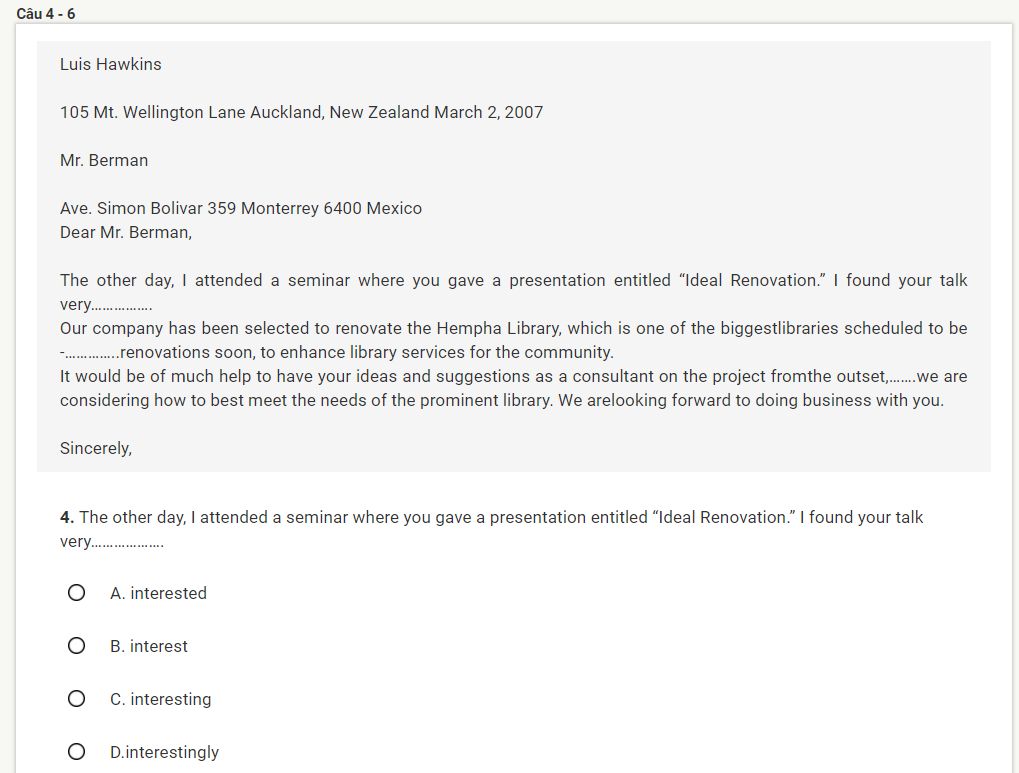 Câu 4 - 6
Luis Hawkins
105 Mt. Wellington Lane Auckland, New Zealand March 2, 2007
Mr. Berman
Ave. Simon Bolivar 359 Monterrey 6400 Mexico
Dear Mr. Berman,
The other day, I attended a seminar where you gave a presentation entitled “Ideal Renovation.” I found your talk
very……………
Our company has been selected to renovate the Hempha Library, which is one of the biggestlibraries scheduled to be
-…………..renovations soon, to enhance library services for the community.
It would be of much help to have your ideas and suggestions as a consultant on the project fromthe outset,…….we are
considering how to best meet the needs of the prominent library. We arelooking forward to doing business with you.
Sincerely,
4. The other day, I attended a seminar where you gave a presentation entitled “Ideal Renovation.” I found your talk
very……………….
A. interested
B. interest
C. interesting
D.interestingly